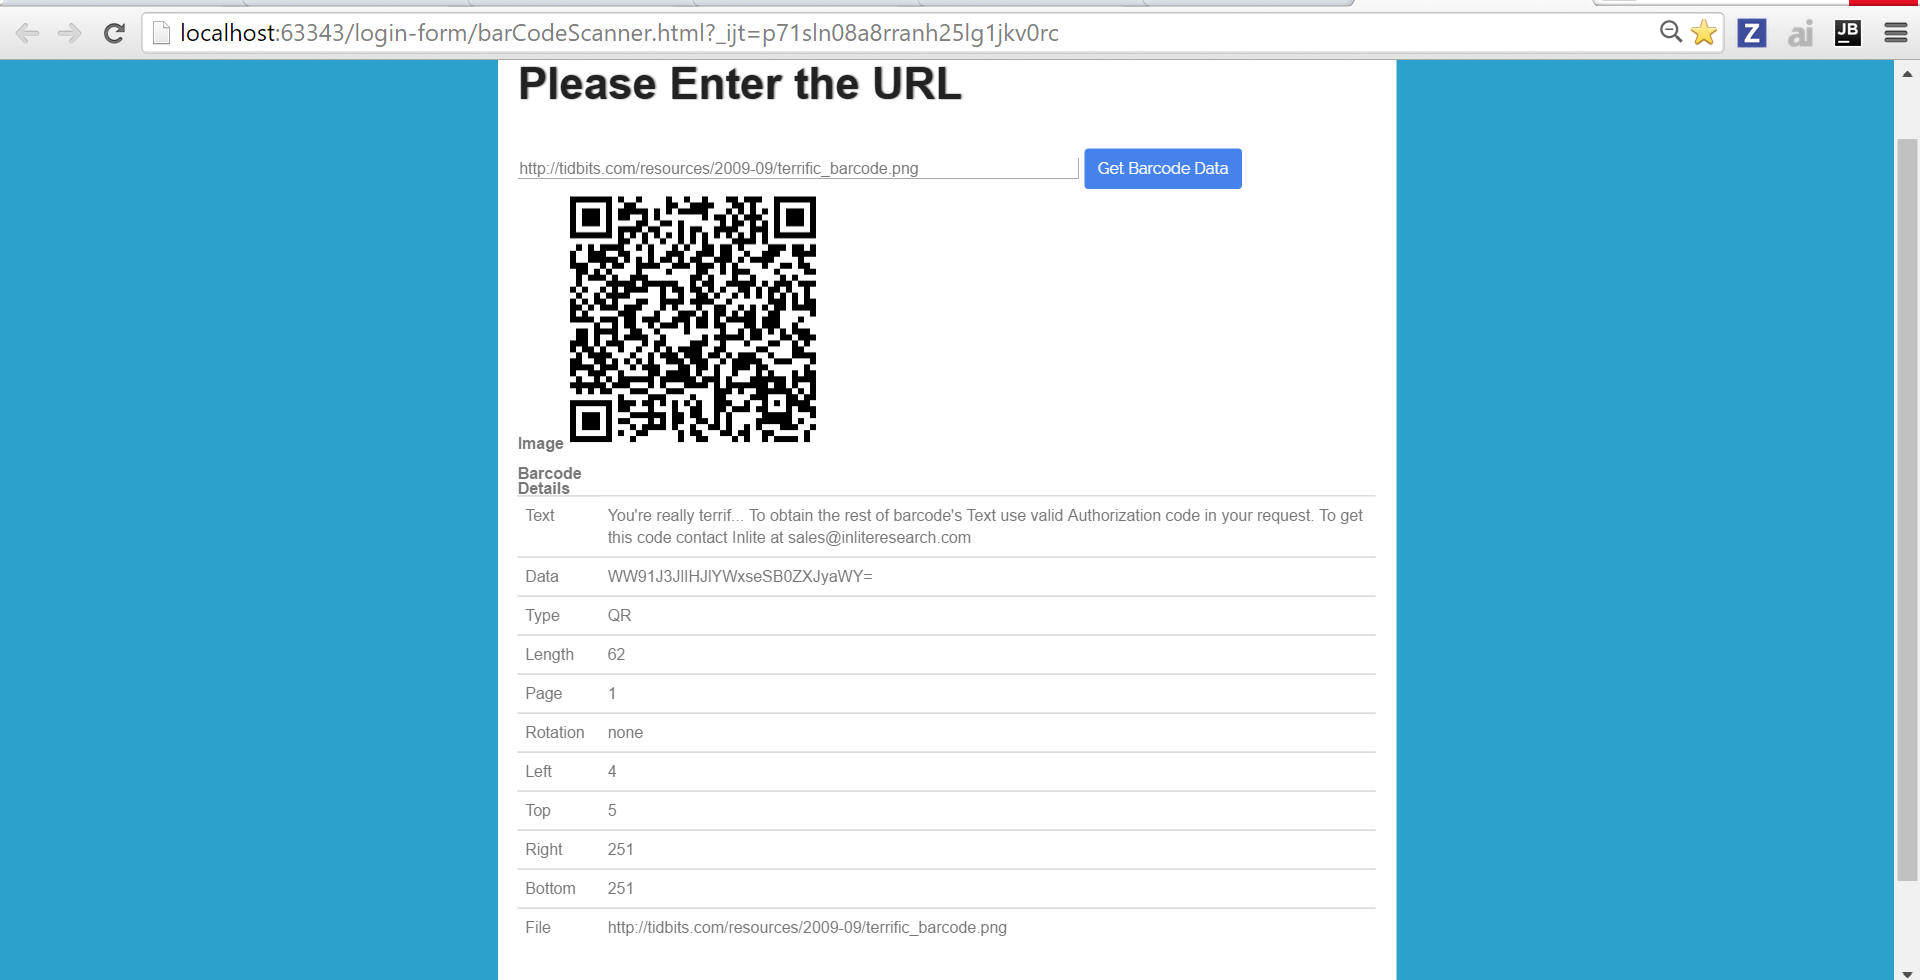 localhost:63343/login-form/barCodeScanner.html?_ijt=p71sln08a8rranh25lg1jkv0rc
Z ai JB
Please Enter the URL
http://tidbits.com/resources/2009-09/terrific_barcode.png Get Barcode Data
Image
Barcode
Details
Text You're really terrif... To obtain the rest of barcode's Text use valid Authorization code in your request. To get
this code contact Inlite at sales@inliteresearch.com
Data WW91J3JlIHJlYWxseSB0ZXJyaWY=
Type QR
Length 62
Page 1
Rotation none
Left 4
Top 5
Right 251
Bottom 251
File http://tidbits.com/resources/2009-09/terrific_barcode.png